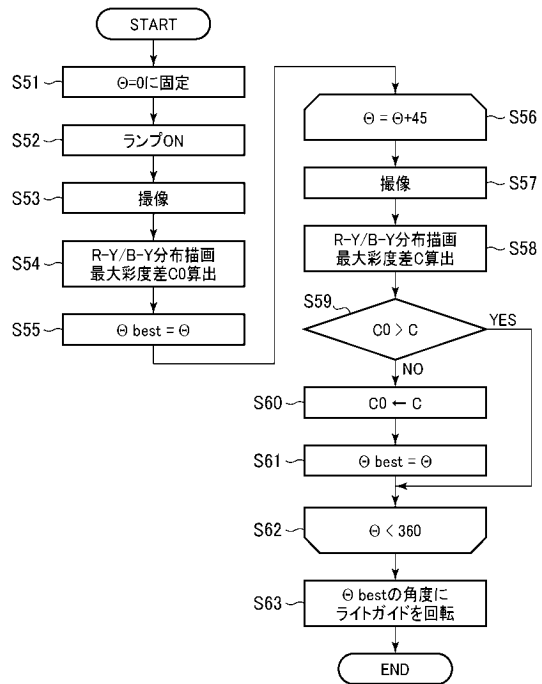 START
S51
Θ=0に固定
S52
ランプON
S53
撮像
S54
R-Y/B-Y分布描画
最大彩度差C0算出
S55
Θ best = Θ
S56
Θ = Θ+45
S57
撮像
S58
R-Y/B-Y分布描画
最大彩度差C算出
S59
C0 > C
YES
NO
S60
C0 ← C
S61
Θ best = Θ
S62
Θ < 360
S63
Θ bestの角度に
ライトガイドを回転
END